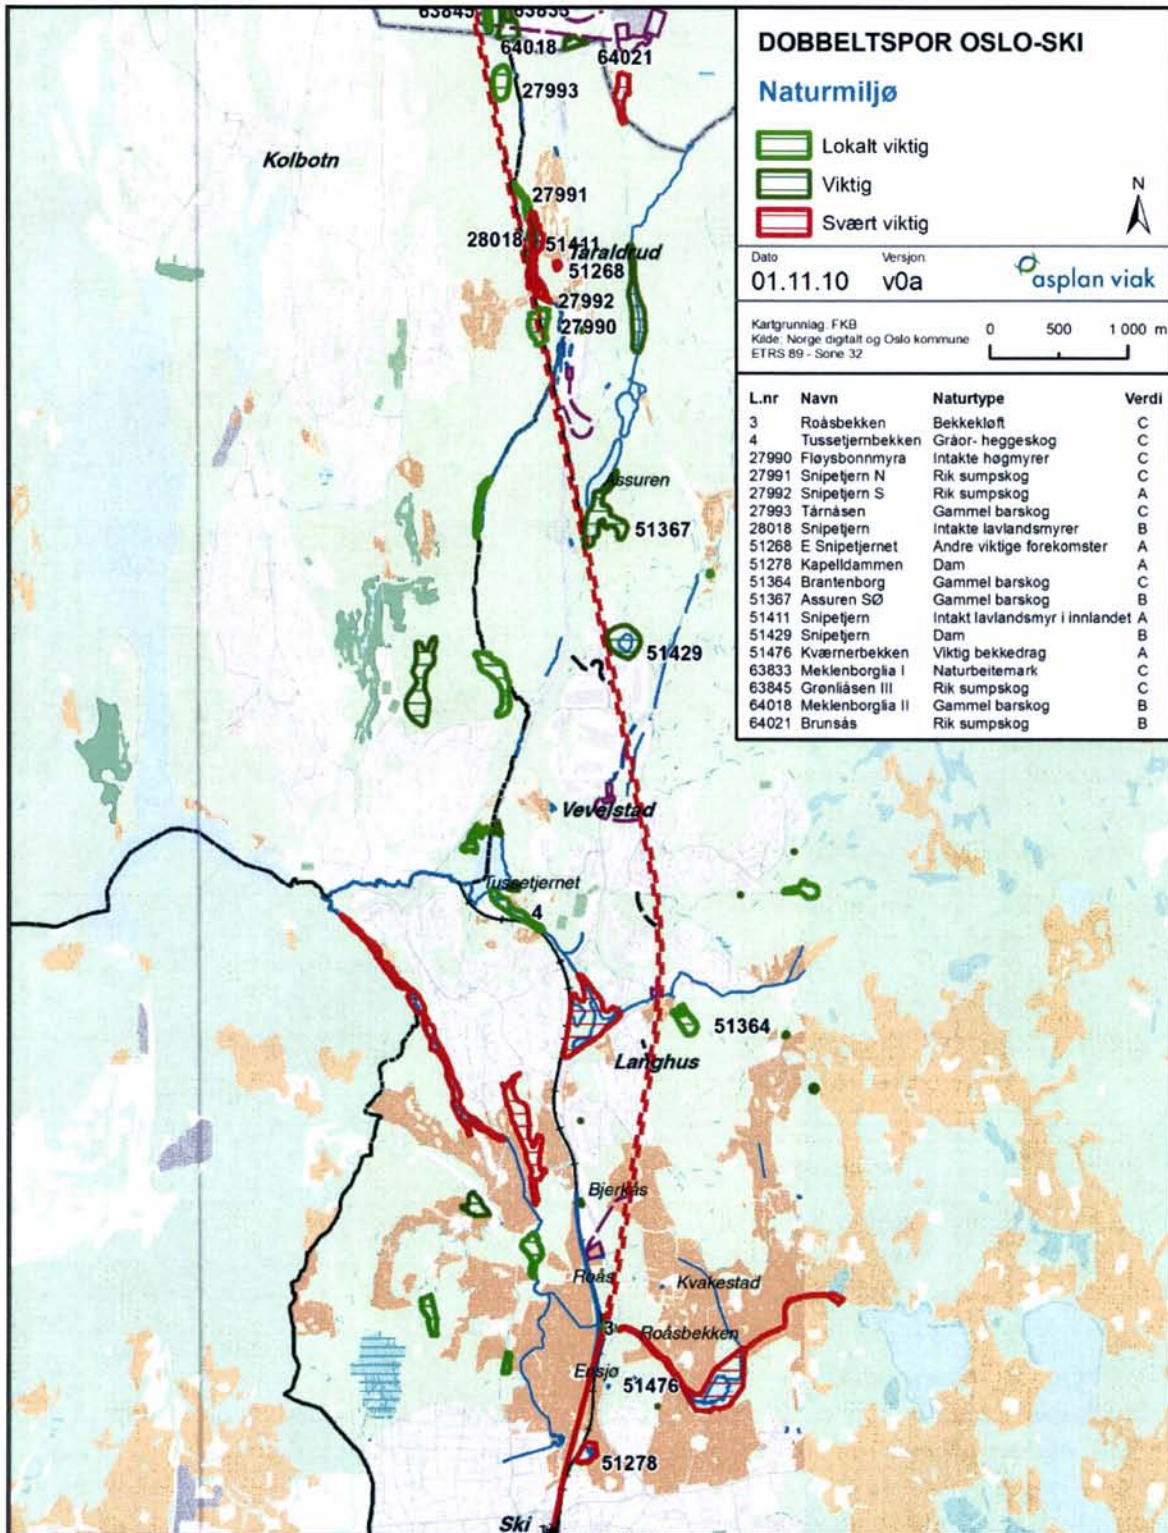 DOBBELTSPOR OSLO-SKI
Naturmiljø
Lokalt viktig
Viktig
Svært viktig
N
Dato
Versjon:
01.11.10
v0a
asplan viak
Kartgrunnlag: FKB
Kilde: Norge digitalt og Oslo kommune
ETRS 89 - Sone 32
0 500 1 000 m
L.nr Navn Naturtype Verdi
3 Roåsbekken Bekkekløft C
4 Tussetjernbekken Gråor- heggeskog C
27990 Fløysbonnmyra Intakte høgmyrer C
27991 Snipetjern N Rik sumpskog C
27992 Snipetjern S Rik sumpskog A
27993 Tårnåsen Gammel barskog C
28018 Snipetjern Intakte lavlandsmyrer B
51268 E Snipetjernet Andre viktige forekomster A
51278 Kapelldammen Dam A
51364 Brantenborg Gammel barskog C
51367 Assuren SØ Gammel barskog B
51411 Snipetjern Intakt lavlandsmyr i innlandet A
51429 Snipetjern Dam B
51476 Kværnerbekken Viktig bekkedrag A
63833 Meklenborglia I Naturbeitemark C
63845 Grønliåsen III Rik sumpskog C
64018 Meklenborglia II Gammel barskog B
64021 Brunsås Rik sumpskog B
63845
63833
64018
64021
27993
Kolbotn
27991
28018
51411
Taraldrud
51268
27992
27990
Assuren
51367
51429
Vevelstad
Tussetjernet
4
51364
Langhus
Bjerkås
Roås
Kvakestad
3
Roåsbekken
Ensjø
51476
51278
Ski